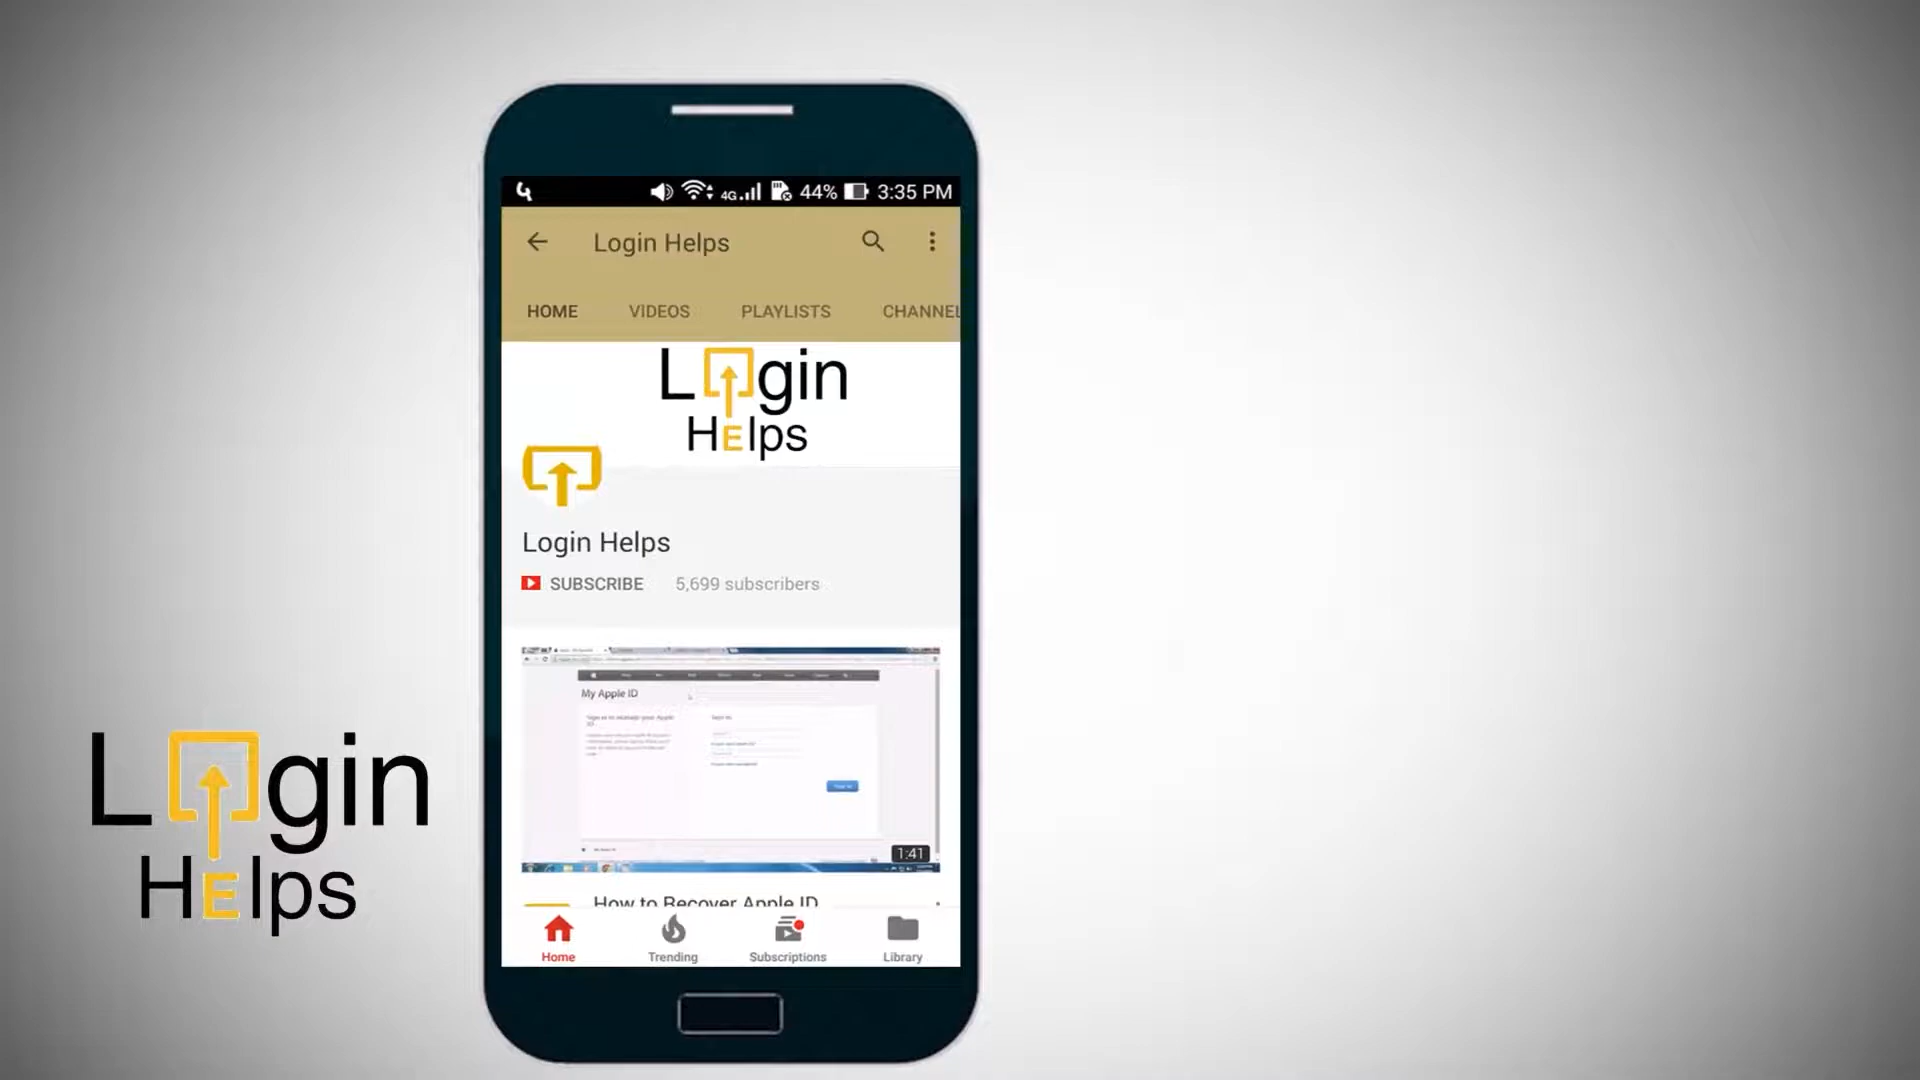 4G 44% 3:35 PM
Login Helps
HOME VIDEOS PLAYLISTS CHANNEL
Login
HElps
Login Helps
SUBSCRIBE 5,699 subscribers
My Apple ID
1:41
How to Recover Apple ID
Home Trending Subscriptions Library
Login
HElps